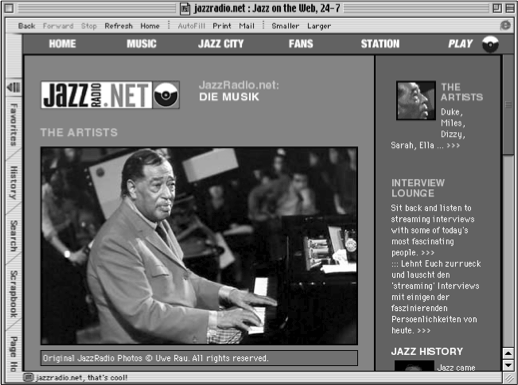 jazzradio.net : Jazz on the Web, 24-7
Back Forward Stop Refresh Home AutoFill Print Mail Smaller Larger
HOME MUSIC JAZZ CITY FANS STATION PLAY
Favorites
History
Search
Scrapbook
Page Ho
JAZZ RADIO .NET
JazzRadio.net:
DIE MUSIK
THE ARTISTS
Original JazzRadio Photos © Uwe Rau. All rights reserved.
THE
ARTISTS
Duke,
Miles,
Dizzy,
Sarah, Ella ... >>>
INTERVIEW
LOUNGE
Sit back and listen to
streaming interviews
with some of today's
most fascinating
people. >>>
::: Lehnt Euch zurrueck
und lauscht den
'streaming' Interviews
mit einigen der
faszinierenden
Persoenlichkeiten von
heute. >>>
JAZZ HISTORY
Jazz came
jazzradio.net, that's cool!